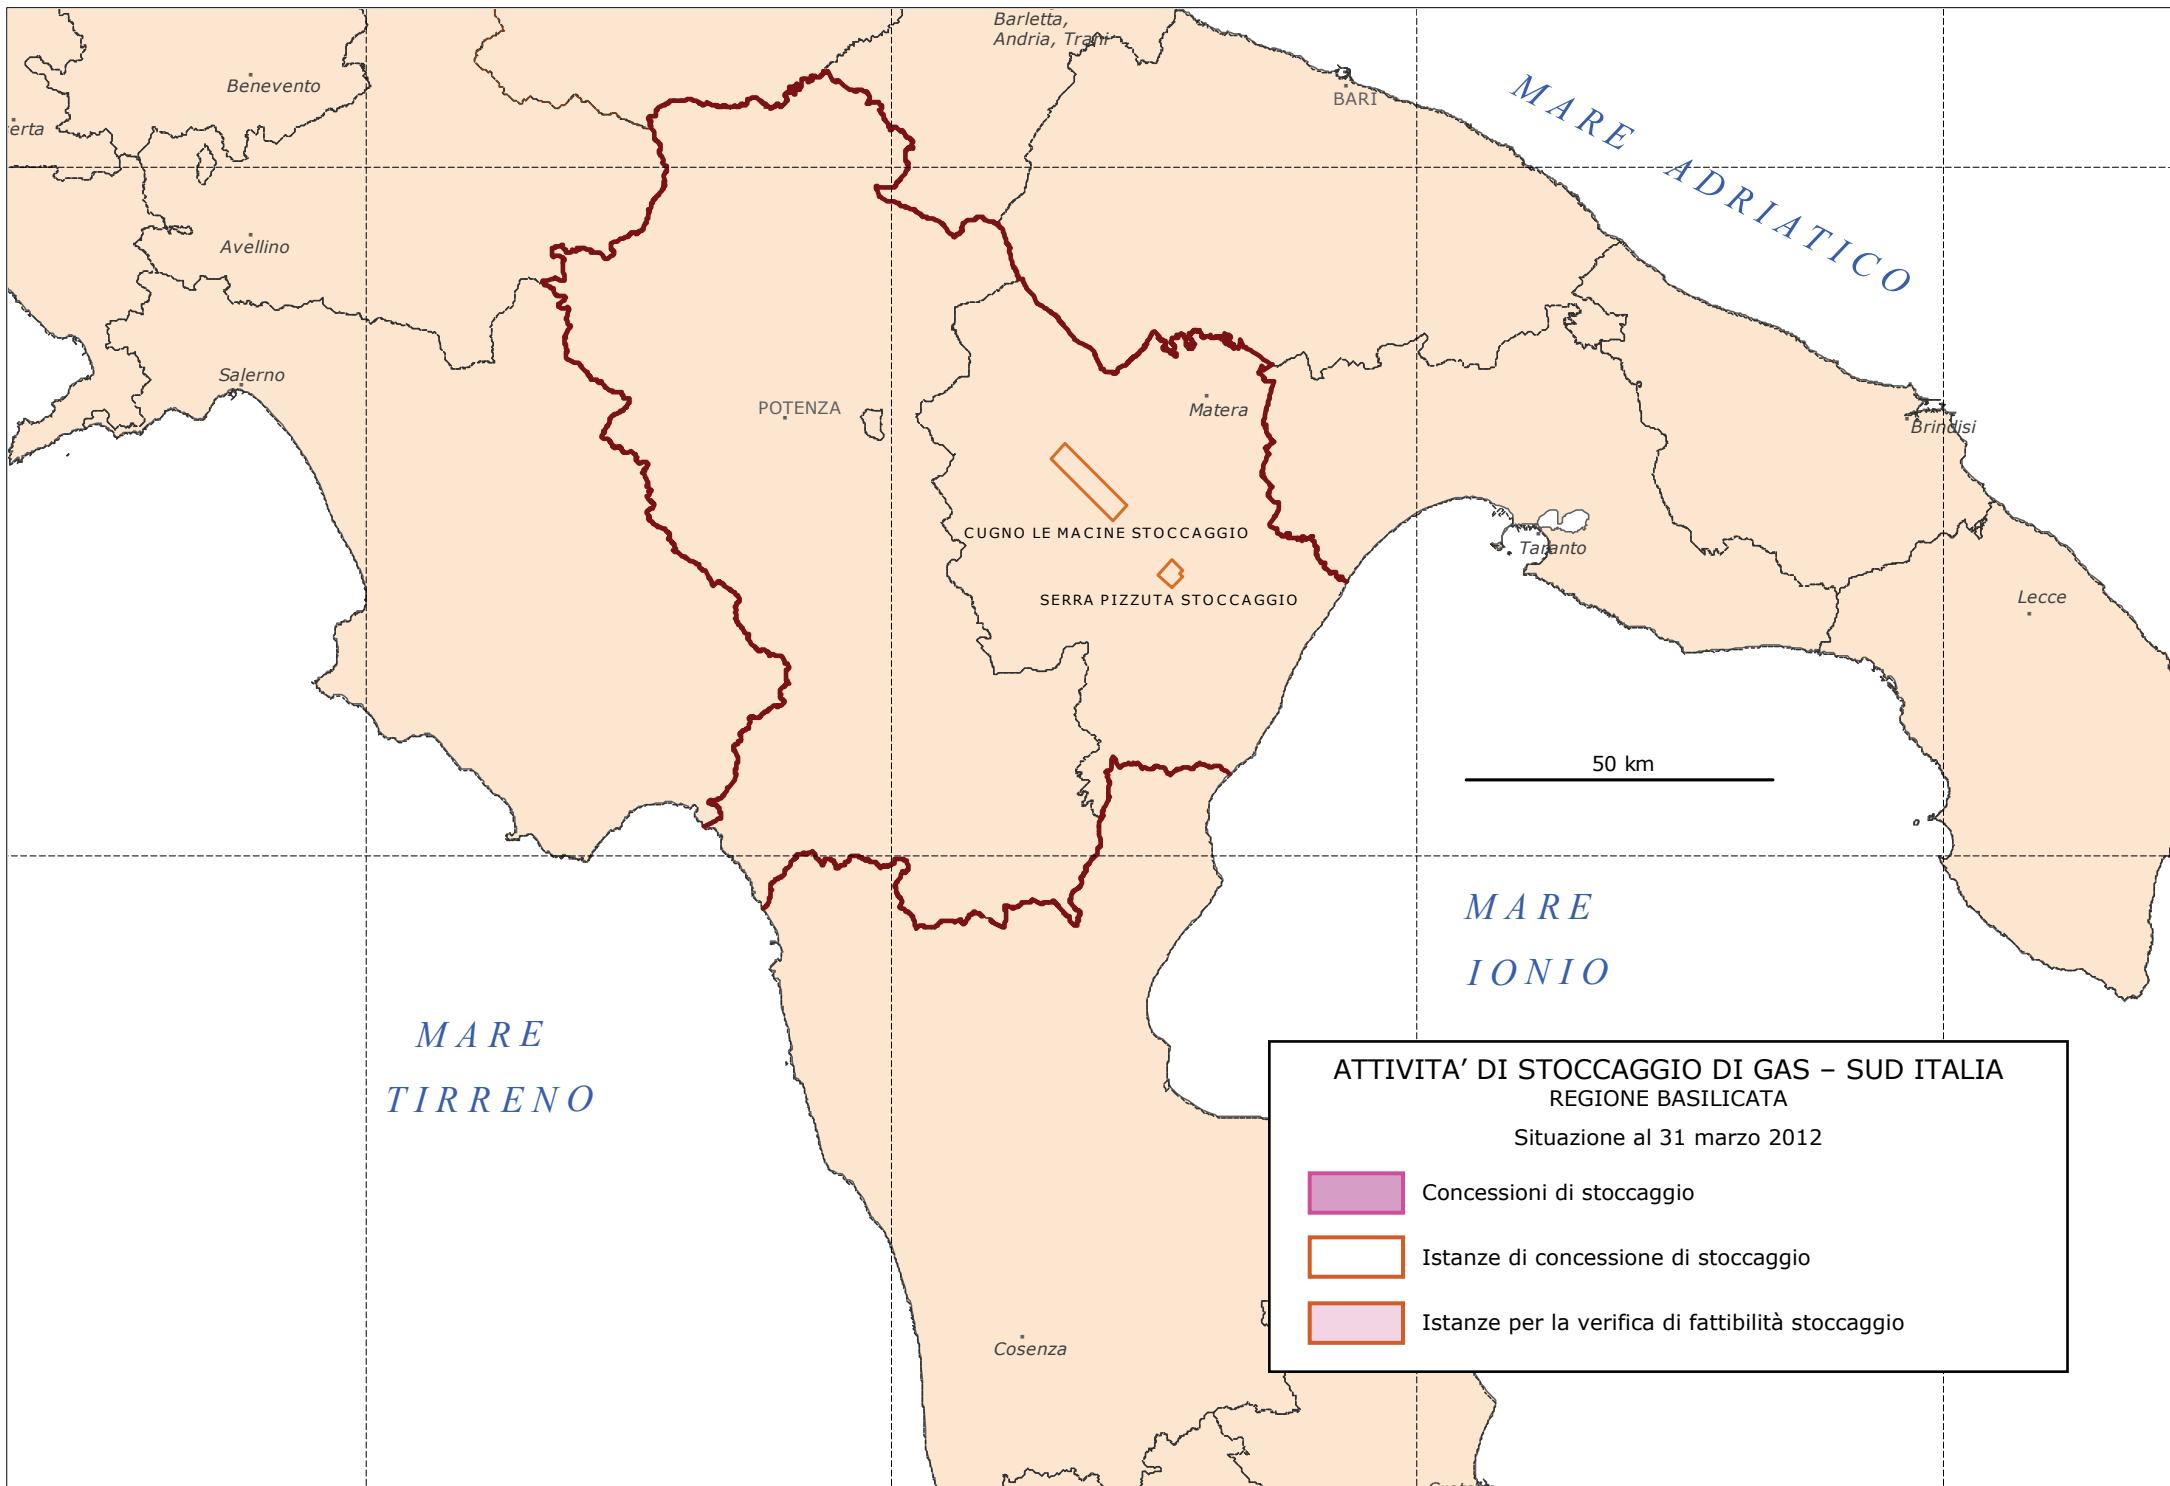 Barletta,
Andria, Trani
Benevento
BARI
erta
MARE ADRIATICO
Avellino
Salerno
POTENZA
Matera
Brindisi
CUGNO LE MACINE STOCCAGGIO
Taranto
SERRA PIZZUTA STOCCAGGIO
Lecce
50 km
MARE
IONIO
MARE
TIRRENO
ATTIVITA’ DI STOCCAGGIO DI GAS – SUD ITALIA
REGIONE BASILICATA
Situazione al 31 marzo 2012
Concessioni di stoccaggio
Istanze di concessione di stoccaggio
Istanze per la verifica di fattibilità stoccaggio
Cosenza